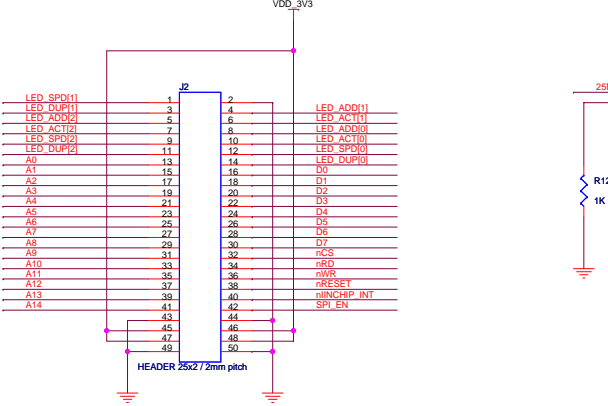 VDD_3V3
J2
LED_SPD[1] 1 2
LED_DUP[1] 3 4 LED_ADD[1]
LED_ADD[2] 5 6 LED_ACT[1]
LED_ACT[2] 7 8 LED_ADD[0]
LED_SPD[2] 9 10 LED_ACT[0]
LED_DUP[2] 11 12 LED_SPD[0]
A0 13 14 LED_DUP[0]
A1 15 16 D0
A2 17 18 D1
A3 19 20 D2
A4 21 22 D3
A5 23 24 D4
A6 25 26 D5
A7 27 28 D6
A8 29 30 D7
A9 31 32 nCS
A10 33 34 nRD
A11 35 36 nWR
A12 37 38 nRESET
A13 39 40 nIINCHIP_INT
A14 41 42 SPI_EN
43 44
45 46
47 48
49 50
HEADER 25x2 / 2mm pitch
R12
1K